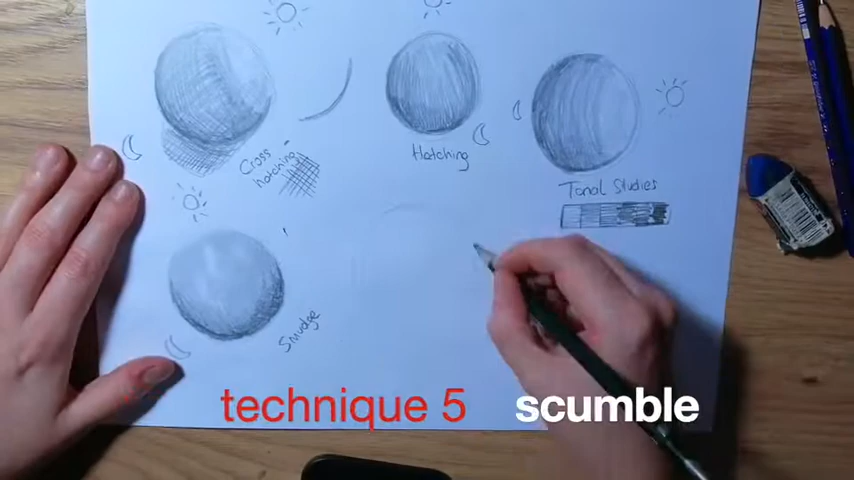 Cross
hatching
Hatching
Tonal Studies
Smudge
technique 5 scumble